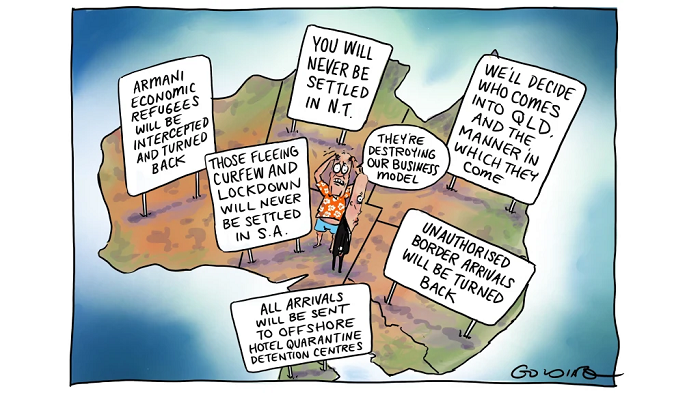 ARMANI
ECONOMIC
REFUGEES
WILL BE
INTERCEPTED
AND TURNED
BACK
YOU WILL
NEVER BE
SETTLED
IN N.T.
WE'LL DECIDE
WHO COMES
INTO QLD.
AND THE
MANNER IN
WHICH THEY
COME
THOSE FLEEING
CURFEW AND
LOCKDOWN
WILL NEVER
BE SETTLED
IN S.A.
THEY'RE
DESTROYING
OUR BUSINESS
MODEL
UNAUTHORISED
BORDER ARRIVALS
WILL BE TURNED
BACK
ALL ARRIVALS
WILL BE SENT
TO OFFSHORE
HOTEL QUARANTINE
DETENTION CENTRES
GOLDING